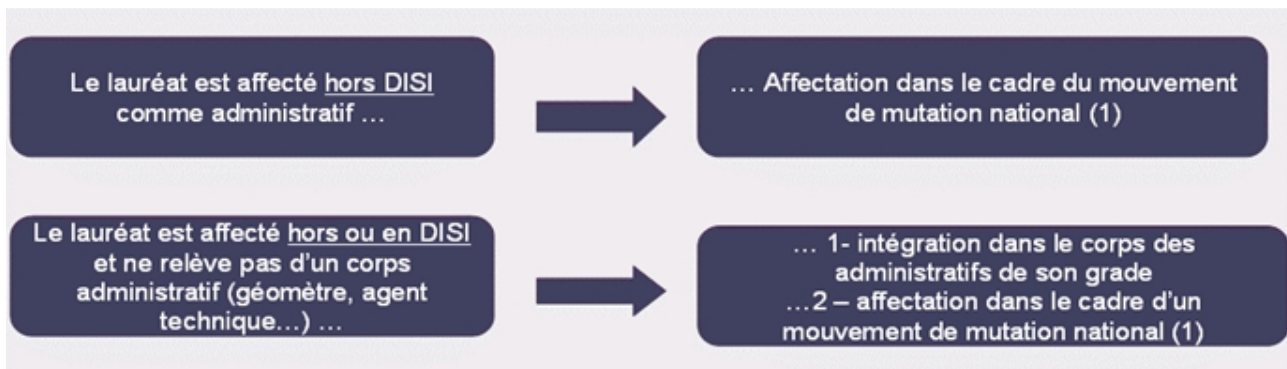 Le lauréat est affecté hors DISI
comme administratif …
… Affectation dans le cadre du mouvement
de mutation national (1)
Le lauréat est affecté hors ou en DISI
et ne relève pas d'un corps
administratif (géomètre, agent
technique…) …
… 1- intégration dans le corps des
administratifs de son grade
…2 – affectation dans le cadre d'un
mouvement de mutation national (1)